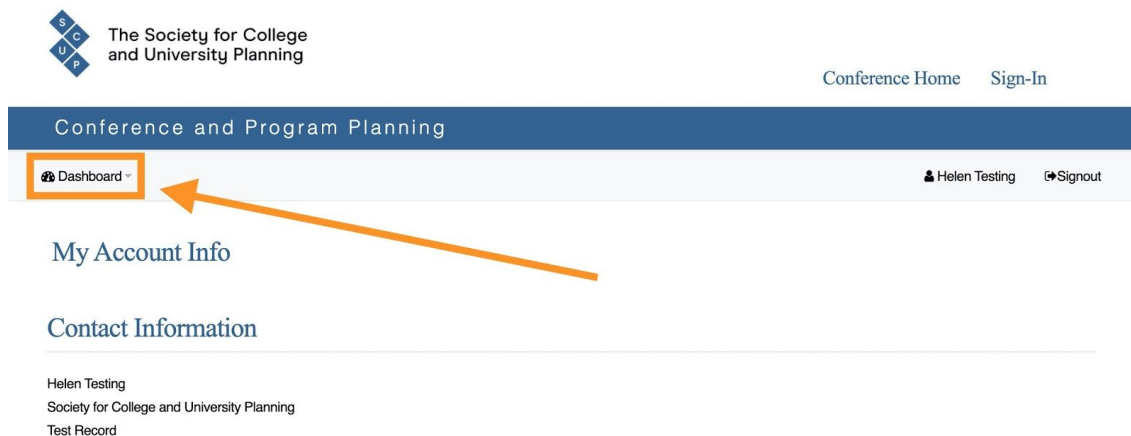 S
C
U
P
The Society for College
and University Planning
Conference Home Sign-In
Conference and Program Planning
Dashboard
Helen Testing Signout
My Account Info
Contact Information
Helen Testing
Society for College and University Planning
Test Record